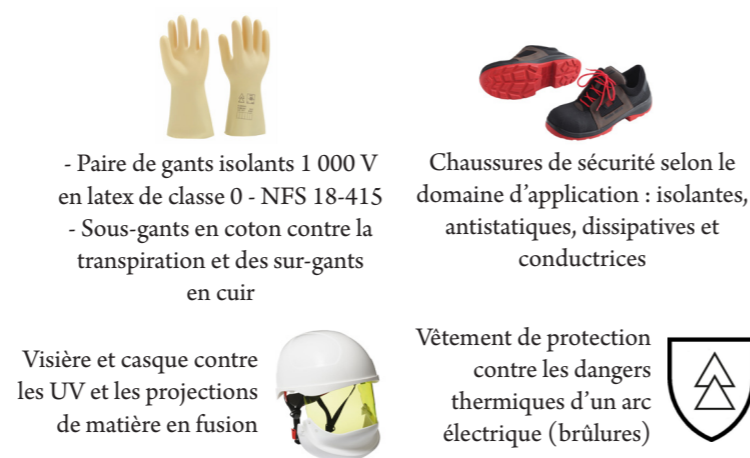 - Paire de gants isolants 1 000 V
en latex de classe 0 - NFS 18-415
- Sous-gants en coton contre la
transpiration et des sur-gants
en cuir
Chaussures de sécurité selon le
domaine d’application : isolantes,
antistatiques, dissipatives et
conductrices
Visière et casque contre
les UV et les projections
de matière en fusion
Vêtement de protection
contre les dangers
thermiques d’un arc
électrique (brûlures)